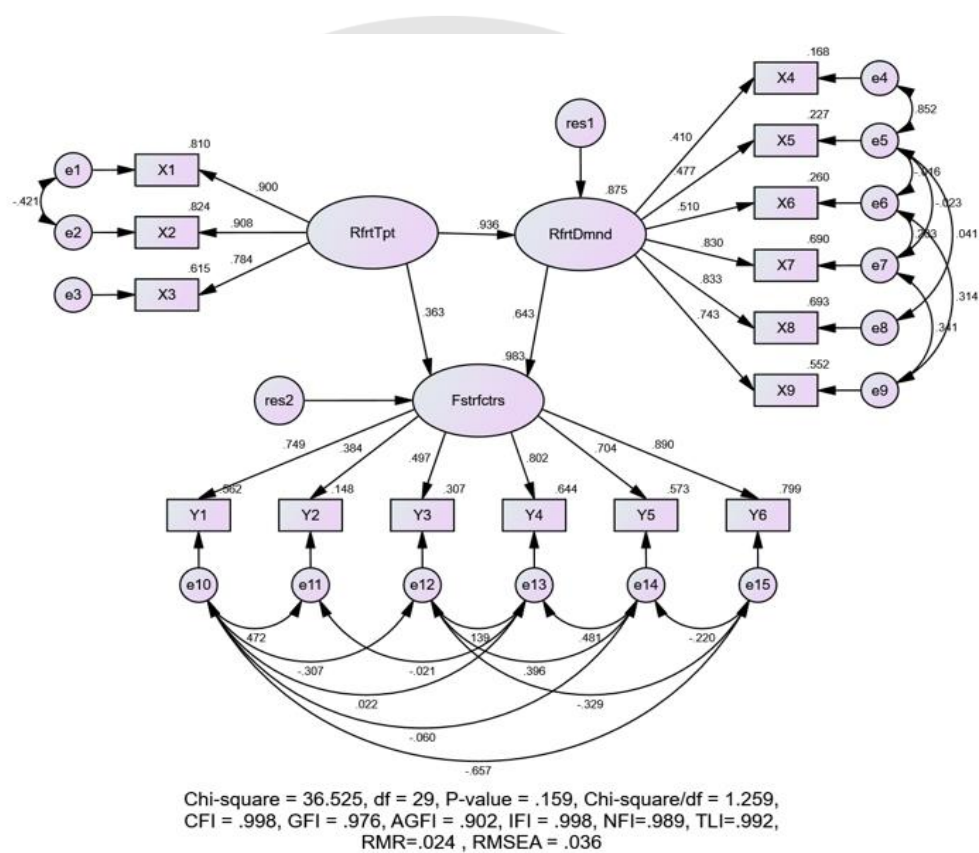 .168
X4
e4
.852
res1
.227
X5
e5
.410
.810
e1
X1
.477
.875
.260
-.016
-.023
.900
.510
X6
e6
-.421
.824
.041
e2
X2
.908
RfrtTpt
.936
RfrtDmnd
.830
.690
X7
e7
.615
.784
.833
.314
e3
X3
.693
.743
X8
e8
.363
.643
.341
.983
.552
X9
e9
res2
Fstrfctrs
.749
.384
.497
.802
.704
.890
.562
.148
.307
.644
.573
.799
Y1
Y2
Y3
Y4
Y5
Y6
e10
e11
e12
e13
e14
e15
.472
.139
.481
-.220
-.307
-.021
.396
.022
-.329
-.060
-.657
Chi-square = 36.525, df = 29, P-value = .159, Chi-square/df = 1.259,
CFI = .998, GFI = .976, AGFI = .902, IFI = .998, NFI=.989, TLI=.992,
RMR=.024 , RMSEA = .036